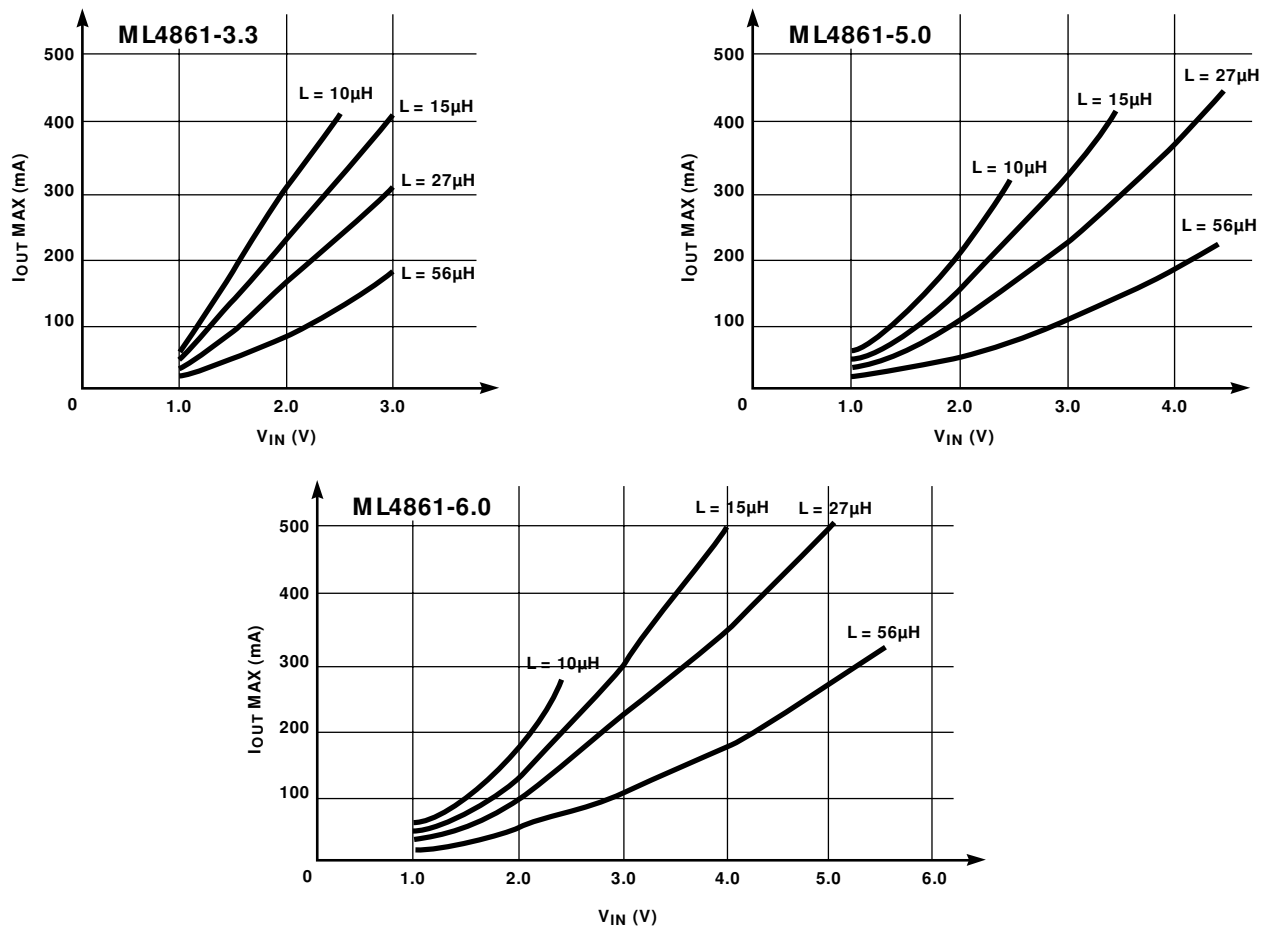 ML4861-3.3
500
400
300
200
100
0
IOUT MAX (mA)
L = 10µH
L = 15µH
L = 27µH
L = 56µH
1.0 2.0 3.0
VIN (V)
ML4861-5.0
500
400
300
200
100
0
IOUT MAX (mA)
L = 27µH
L = 15µH
L = 10µH
L = 56µH
1.0 2.0 3.0 4.0
VIN (V)
ML4861-6.0
500
400
300
200
100
0
IOUT MAX (mA)
L = 15µH
L = 27µH
L = 56µH
L = 10µH
1.0 2.0 3.0 4.0 5.0 6.0
VIN (V)